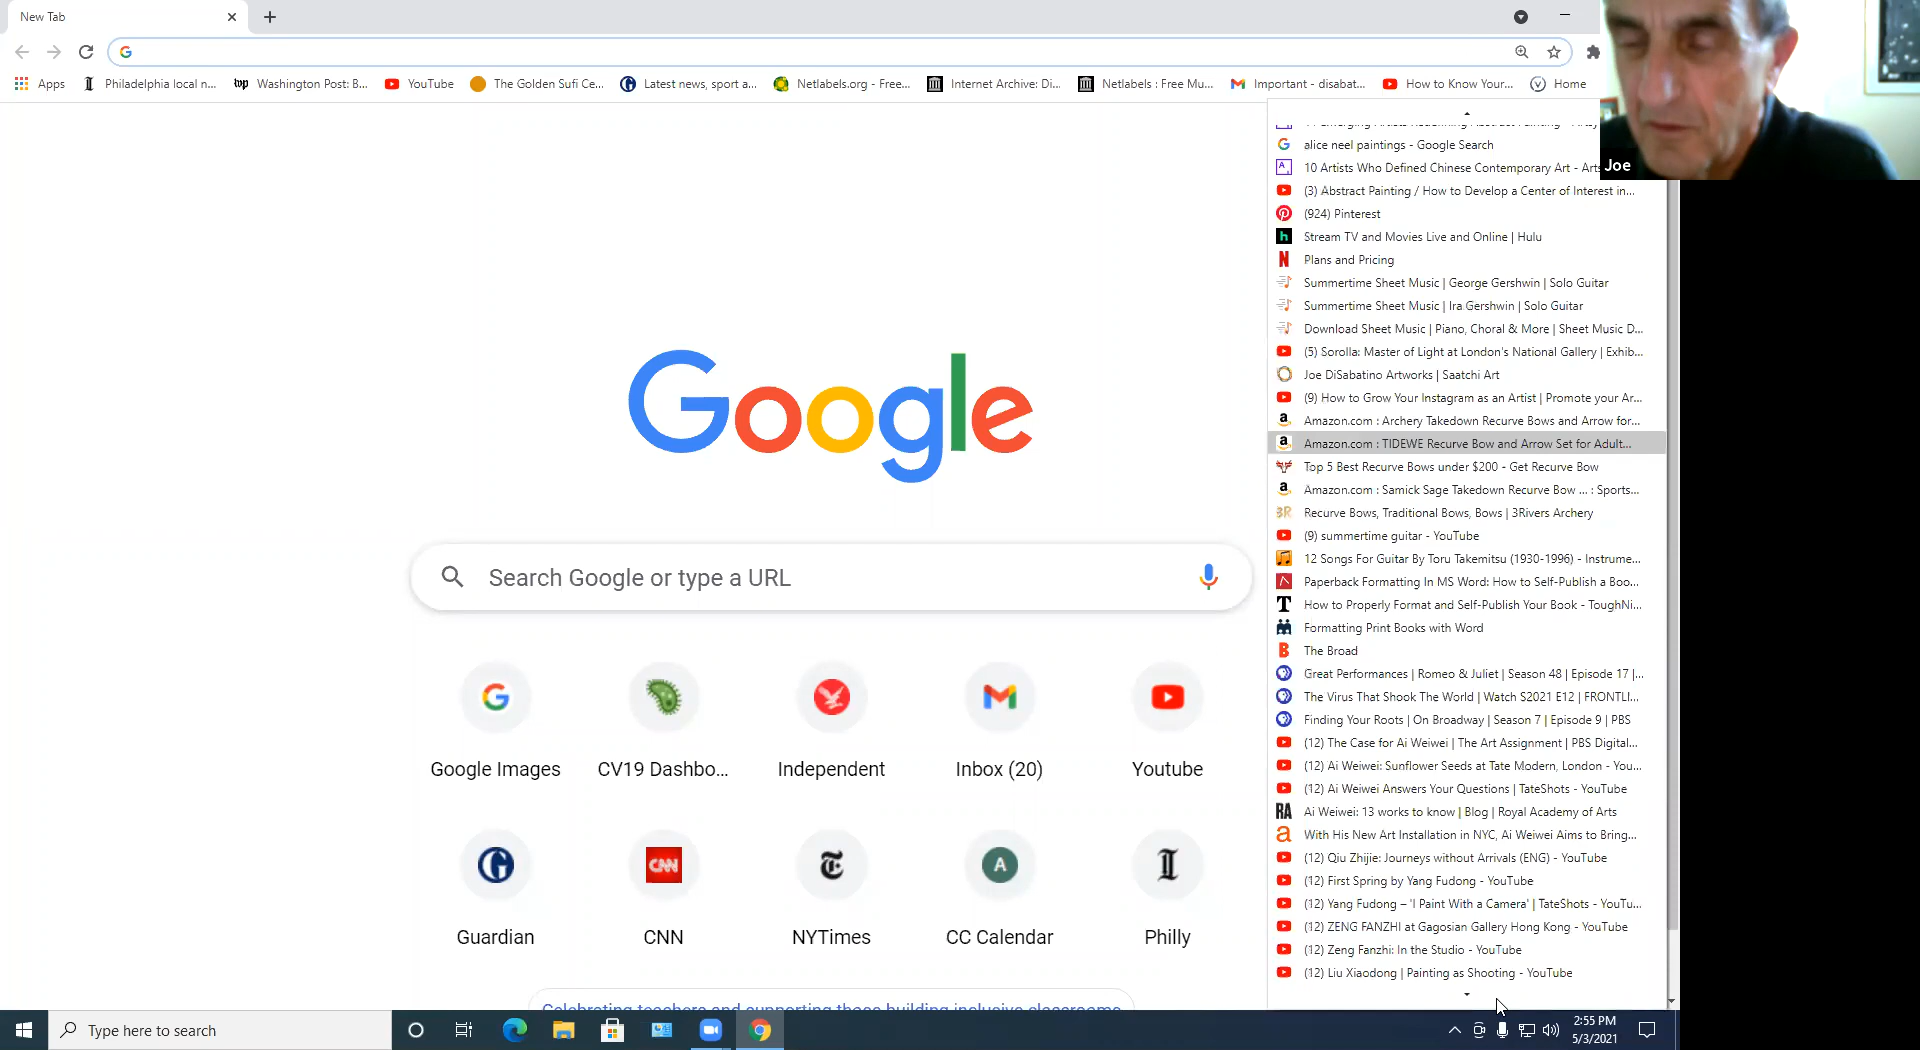 New Tab
Apps
Philadelphia local n...
Washington Post: B...
YouTube
The Golden Sufi Ce...
Latest news, sport a...
Netlabels.org - Free...
Internet Archive: Di...
Netlabels : Free Mu...
Important - disabat...
How to Know Your...
Home
Joe
alice neel paintings - Google Search
10 Artists Who Defined Chinese Contemporary Art - Arts
(3) Abstract Painting / How to Develop a Center of Interest in...
(924) Pinterest
Stream TV and Movies Live and Online | Hulu
Plans and Pricing
Summertime Sheet Music | George Gershwin | Solo Guitar
Summertime Sheet Music | Ira Gershwin | Solo Guitar
Download Sheet Music | Piano, Choral & More | Sheet Music D...
(5) Sorolla: Master of Light at London's National Gallery | Exhib...
Joe DiSabatino Artworks | Saatchi Art
(9) How to Grow Your Instagram as an Artist | Promote your Ar...
Amazon.com : Archery Takedown Recurve Bows and Arrow for...
Amazon.com : TIDEWE Recurve Bow and Arrow Set for Adult...
Top 5 Best Recurve Bows under $200 - Get Recurve Bow
Amazon.com : Samick Sage Takedown Recurve Bow ... : Sports...
Recurve Bows, Traditional Bows, Bows | 3Rivers Archery
(9) summertime guitar - YouTube
12 Songs For Guitar By Toru Takemitsu (1930-1996) - Instrume...
Paperback Formatting In MS Word: How to Self-Publish a Boo...
How to Properly Format and Self-Publish Your Book - ToughNi...
Formatting Print Books with Word
The Broad
Great Performances | Romeo & Juliet | Season 48 | Episode 17 |...
The Virus That Shook The World | Watch S2021 E12 | FRONTLI...
Finding Your Roots | On Broadway | Season 7 | Episode 9 | PBS
(12) The Case for Ai Weiwei | The Art Assignment | PBS Digital...
(12) Ai Weiwei: Sunflower Seeds at Tate Modern, London - You...
(12) Ai Weiwei Answers Your Questions | TateShots - YouTube
Ai Weiwei: 13 works to know | Blog | Royal Academy of Arts
With His New Art Installation in NYC, Ai Weiwei Aims to Bring...
(12) Qiu Zhijie: Journeys without Arrivals (ENG) - YouTube
(12) First Spring by Yang Fudong - YouTube
(12) Yang Fudong – 'I Paint With a Camera' | TateShots - YouTu...
(12) ZENG FANZHI at Gagosian Gallery Hong Kong - YouTube
(12) Zeng Fanzhi: In the Studio - YouTube
(12) Liu Xiaodong | Painting as Shooting - YouTube
Google
Search Google or type a URL
Google Images
CV19 Dashbo...
Independent
Inbox (20)
Youtube
CNN
A
Guardian
CNN
NYTimes
CC Calendar
Philly
Celebrating teachers and supporting those building inclusive classrooms
Type here to search
2:55 PM
5/3/2021